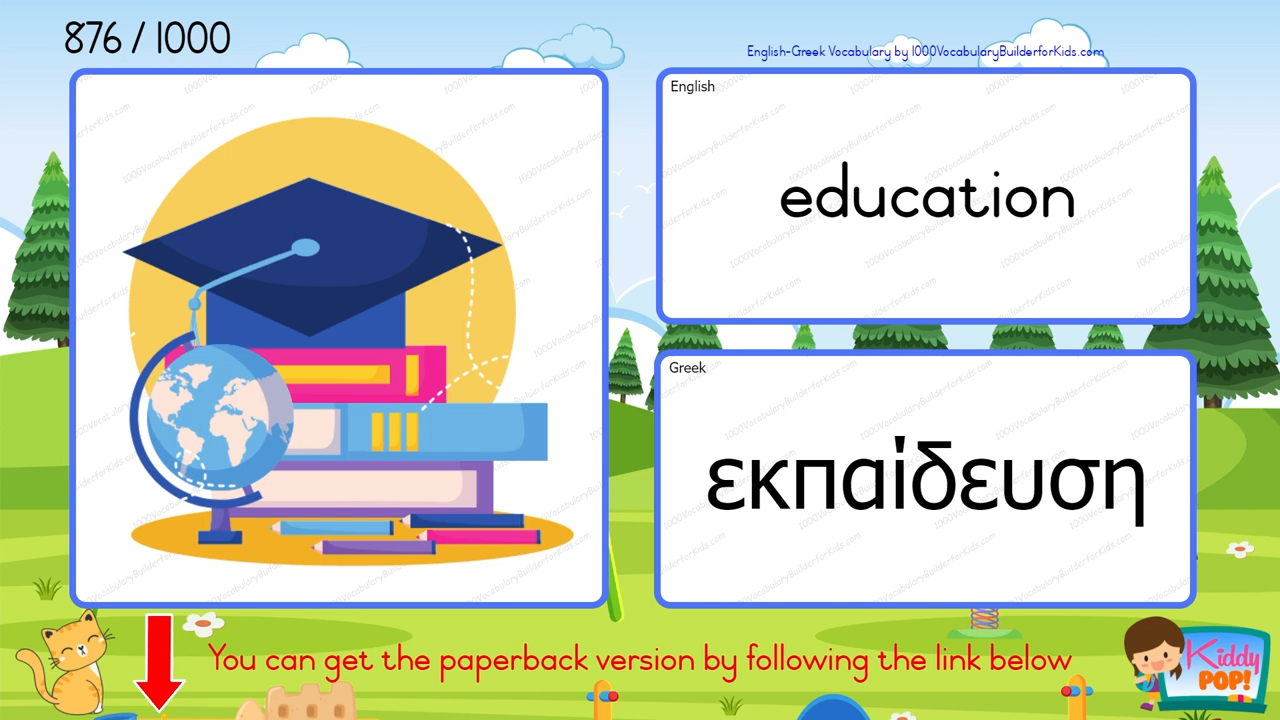 876 / 1000
English-Greek Vocabulary by 1000VocabularyBuilderforKids.com
English
education
Greek
εκπαίδευση
You can get the paperback version by following the link below
Kiddy
POP!